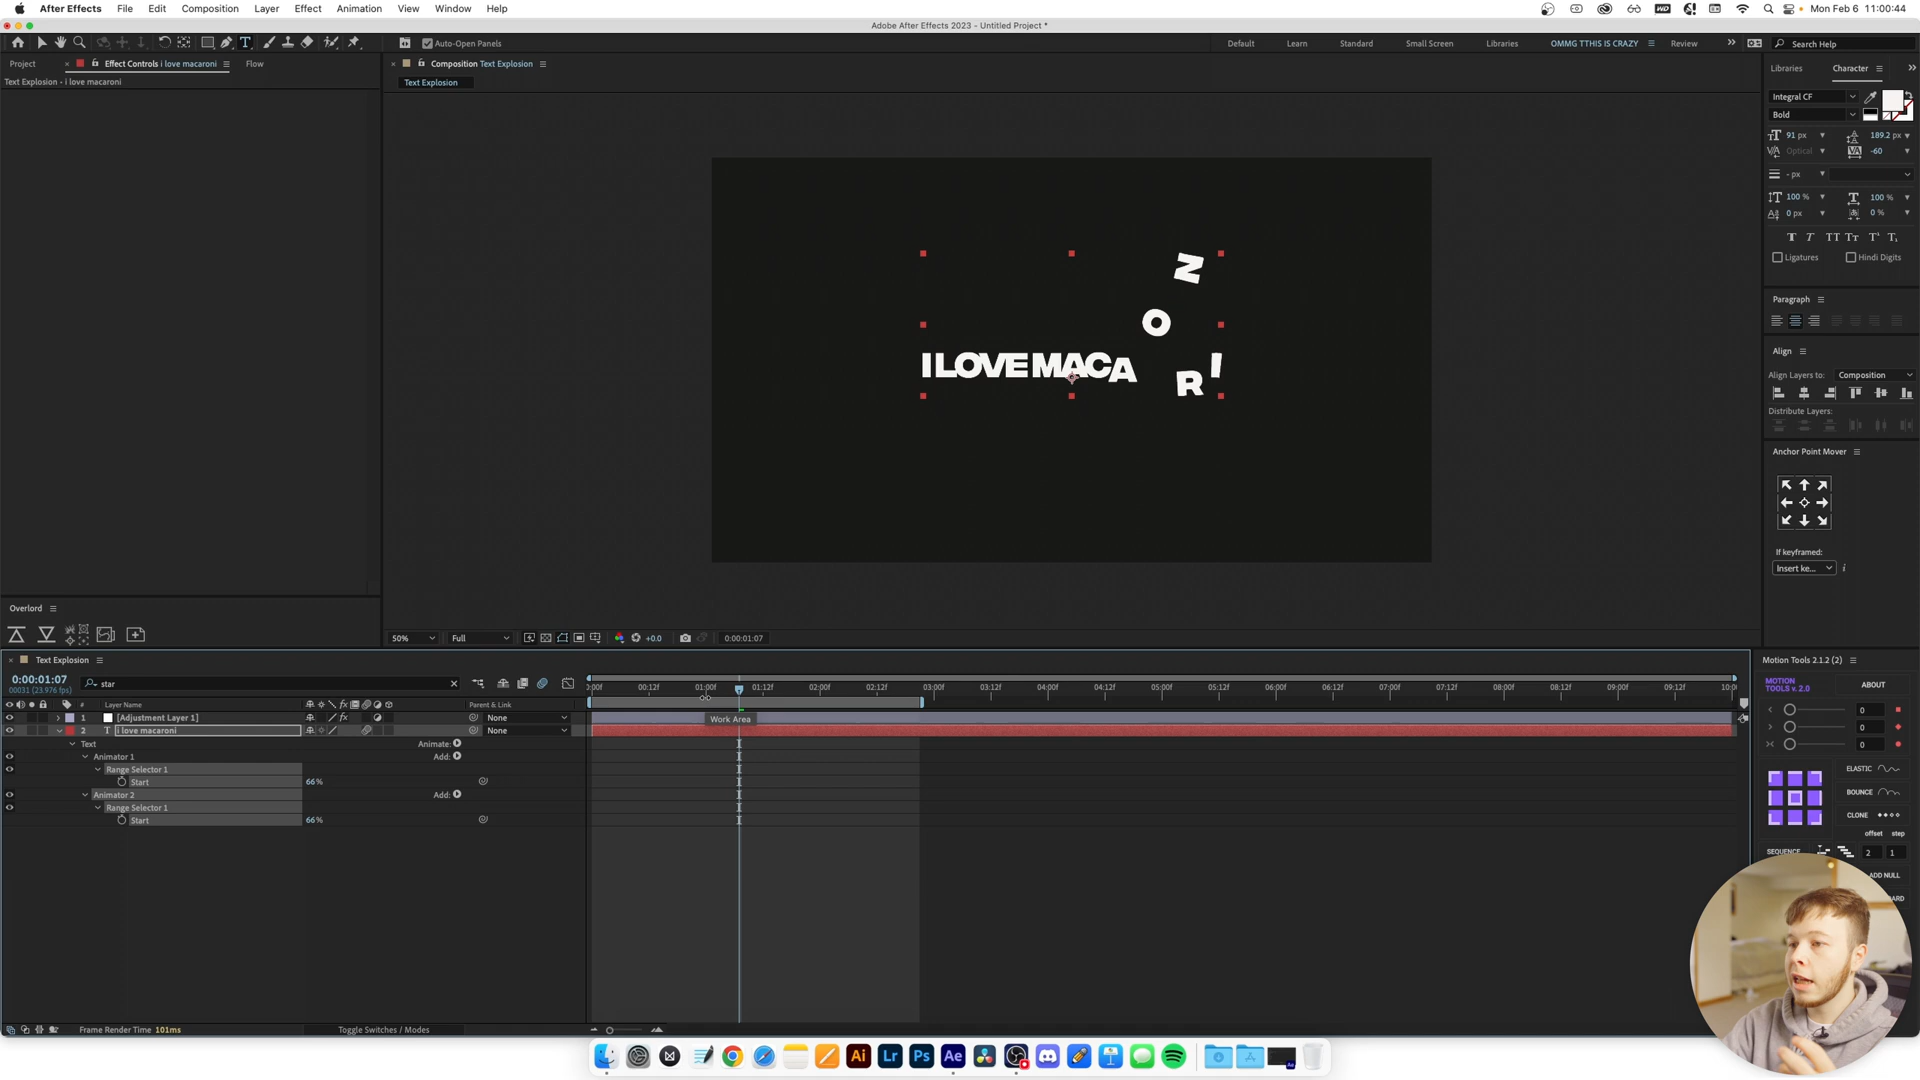 After Effects File Edit Composition Layer Effect Animation View Window Help Mon Feb 6 11:00:44
Adobe After Effects 2023 - Untitled Project *
Auto-Open Panels Default Learn Standard Small Screen Libraries OMMG TTHIS IS CRAZY Review Search Help
Project Effect Controls i love macaroni Flow Composition Text Explosion Libraries Character
Text Explosion • i love macaroni Text Explosion
Integral CF
Bold
91 px 189.2 px
Optical -60
- px
100 % 100 %
0 px 0 %
Ligatures Hindi Digits
Paragraph
Align
Align Layers to: Composition
Distribute Layers:
Anchor Point Mover
If keyframed:
Insert ke...
N
O
I LOVE MACA
R I
Overlord
50% Full +0.0 0:00:01:07
Text Explosion
0:00:01:07
00031 (23.976 fps)
star
:00f 00:12f 01:00f 01:12f 02:00f 02:12f 03:00f 03:12f 04:00f 04:12f 05:00f 05:12f 06:00f 06:12f 07:00f 07:12f 08:00f 08:12f 09:00f 09:12f 10:0
# Layer Name Parent & Link
1 [Adjustment Layer 1] None
2 T i love macaroni None
Work Area
Text Animate:
Animator 1 Add:
Range Selector 1
Start 66%
Animator 2 Add:
Range Selector 1
Start 66%
Frame Render Time 101ms Toggle Switches / Modes
Motion Tools 2.1.2 (2)
MOTION
TOOLS v. 2.0 ABOUT
0
0
0
ELASTIC
BOUNCE
CLONE
offset step
SEQUENCE 2 1
ADD NULL
ARD
Ai Lr Ps Ae